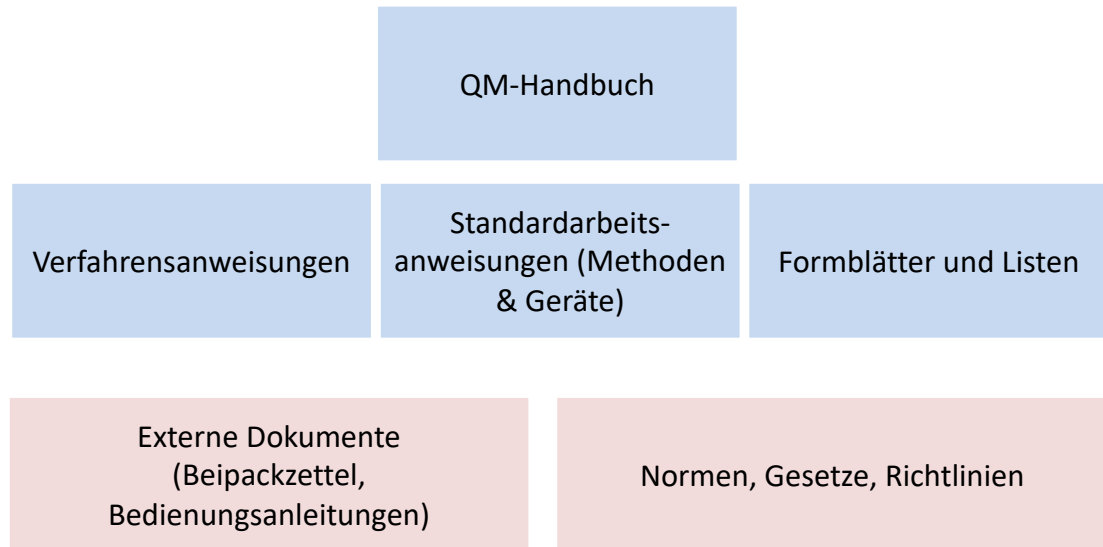 QM-Handbuch
Verfahrensanweisungen
Standardarbeits-
anweisungen (Methoden
& Geräte)
Formblätter und Listen
Externe Dokumente
(Beipackzettel,
Bedienungsanleitungen)
Normen, Gesetze, Richtlinien